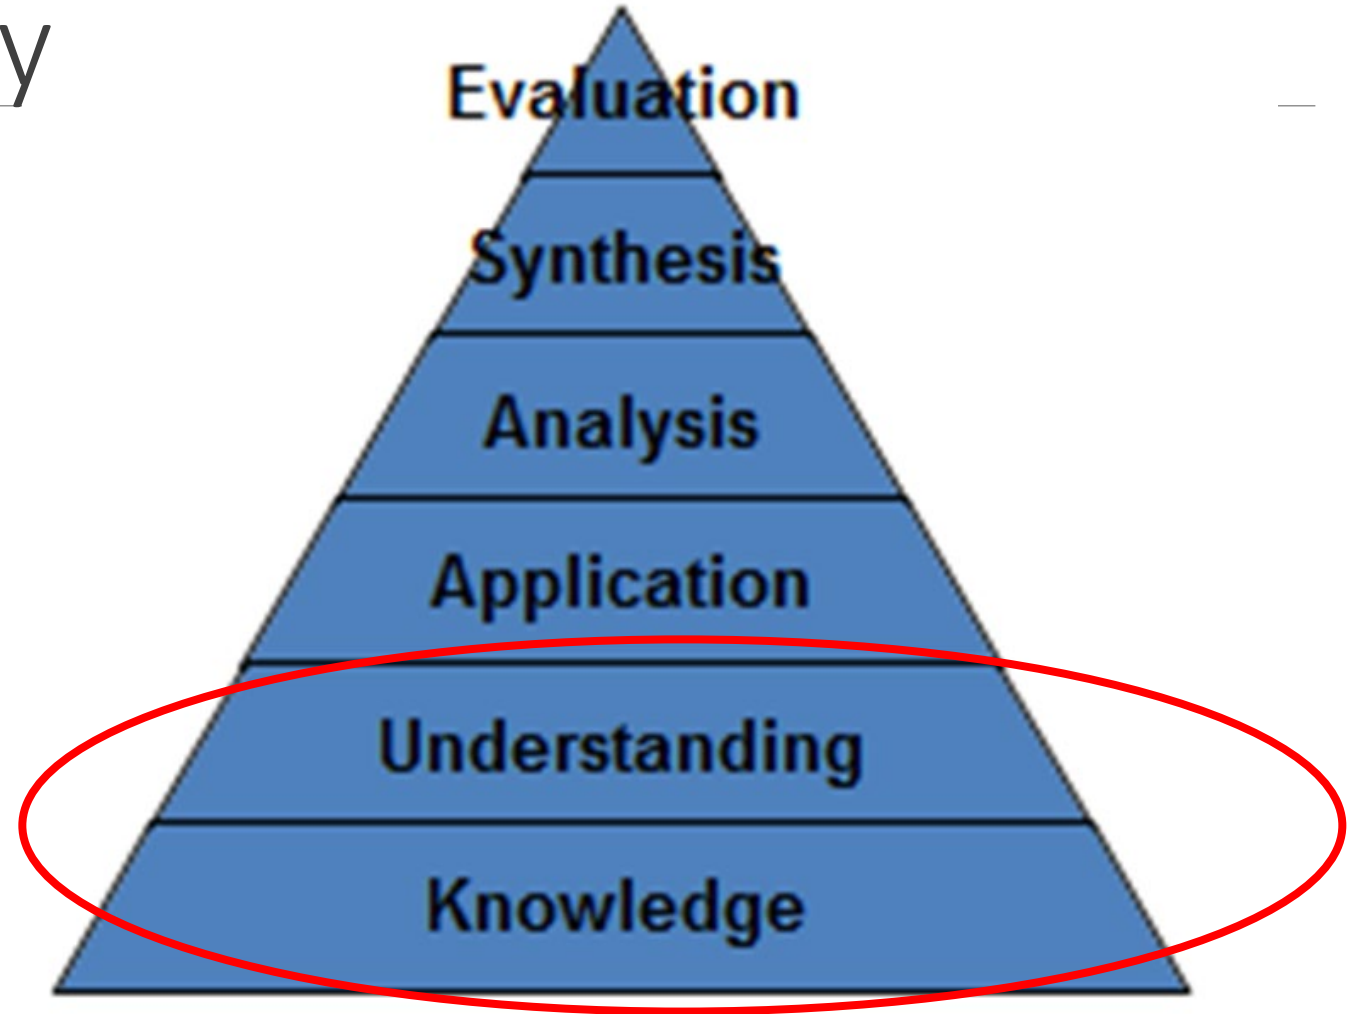 y
Evaluation
Synthesis
Analysis
Application
Understanding
Knowledge